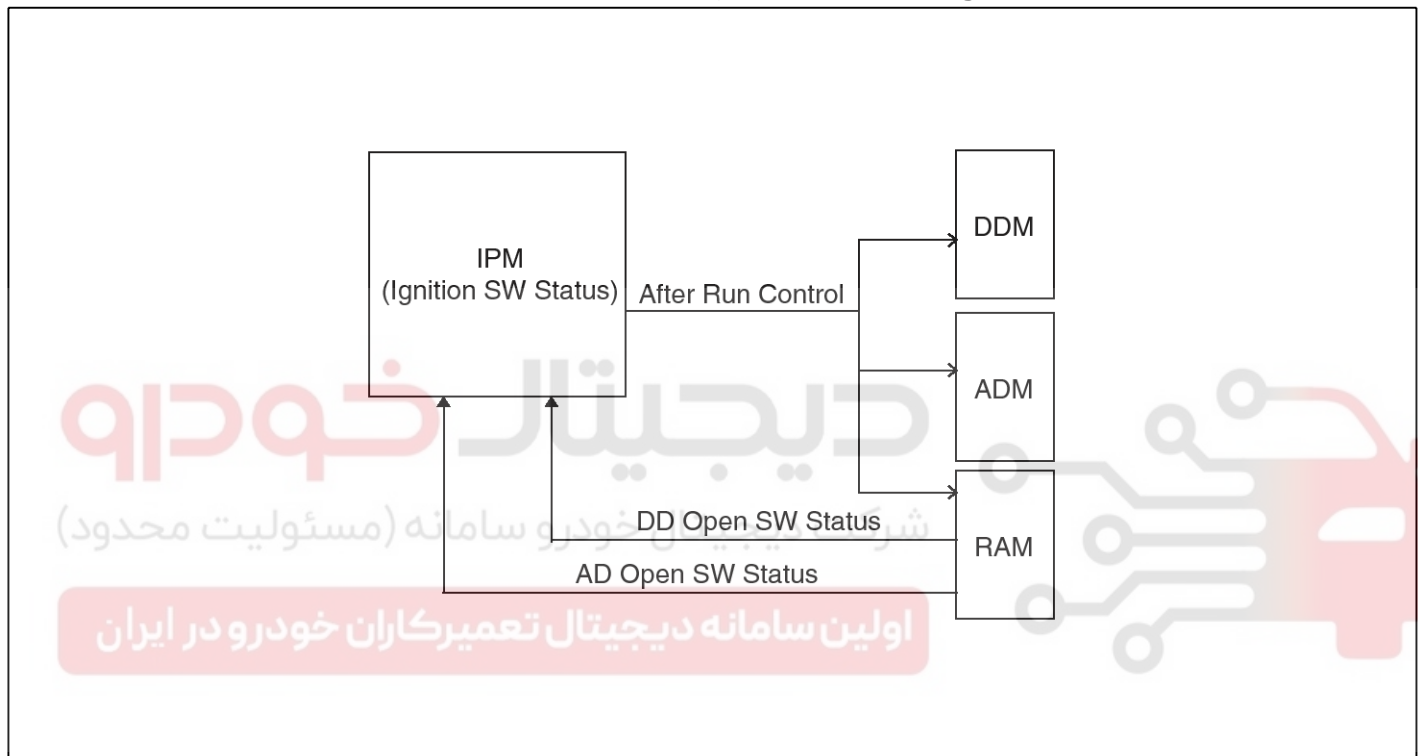 IPM
(Ignition SW Status)
After Run Control
DDM
ADM
RAM
DD Open SW Status
AD Open SW Status
دیجیتال خودرو
شرکت دیجیتال خودرو سامانه (مسئولیت محدود)
اولین سامانه دیجیتال تعمیرکاران خودرو در ایران